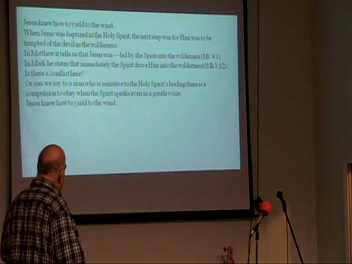 Jesus knew how to yield to the wind.
When Jesus was baptized in the Holy Spirit, the next step was for Him was to be
tempted of the devil in the wilderness
In Matthew it tells us that Jesus was—led by the Spirit into the wilderness (Mt. 4:1).
In Mark he states that immediately the Spirit drove Him into the wilderness! (Mk 1:12).
Is there a conflict here?
Or can we say to a man who is sensitive to the Holy Spirit's leading there is a
compulsion to obey when the Spirit speaks even in a gentle voice.
Jesus knew how to yield to the wind.